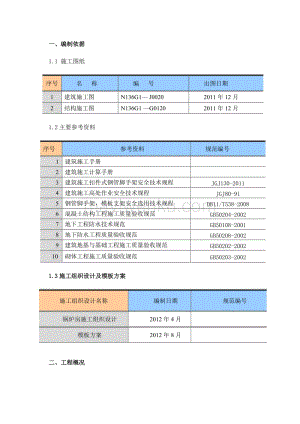 一、编制依据
1.1 施工图纸
序号 名 称 编 号 出图日期
1 建筑施工图 N136G1—J0020 2011 年 12 月
2 结构施工图 N136G1—G0120 2011 年 12 月
1.2 主要参考资料
序号 参考资料 规范编号
1 建筑施工手册
2 建筑施工计算手册
3 建筑施工扣件式钢管脚手架安全技术规程 JGJ130-2011
4 建筑施工高处作业安全技术规程 JGJ80-91
5 钢管脚手架、模板支架安全选用技术规程 DB11/T538-2008
6 混凝土结构工程施工质量验收规范 GB50204-2002
7 地下工程防水技术规范 GB50108-2001
8 地下防水工程质量验收规范 GB50208-2002
9 建筑地基与基础工程施工质量验收规范 GB50202-2002
10 砌体工程施工质量验收规范 GB50203-2002
1.3 施工组织设计及模板方案
施工组织设计名称 编制日期 规范编号
锅炉房施工组织设计 2012 年 4 月
模板方案 2012 年 8 月
二、工程概况